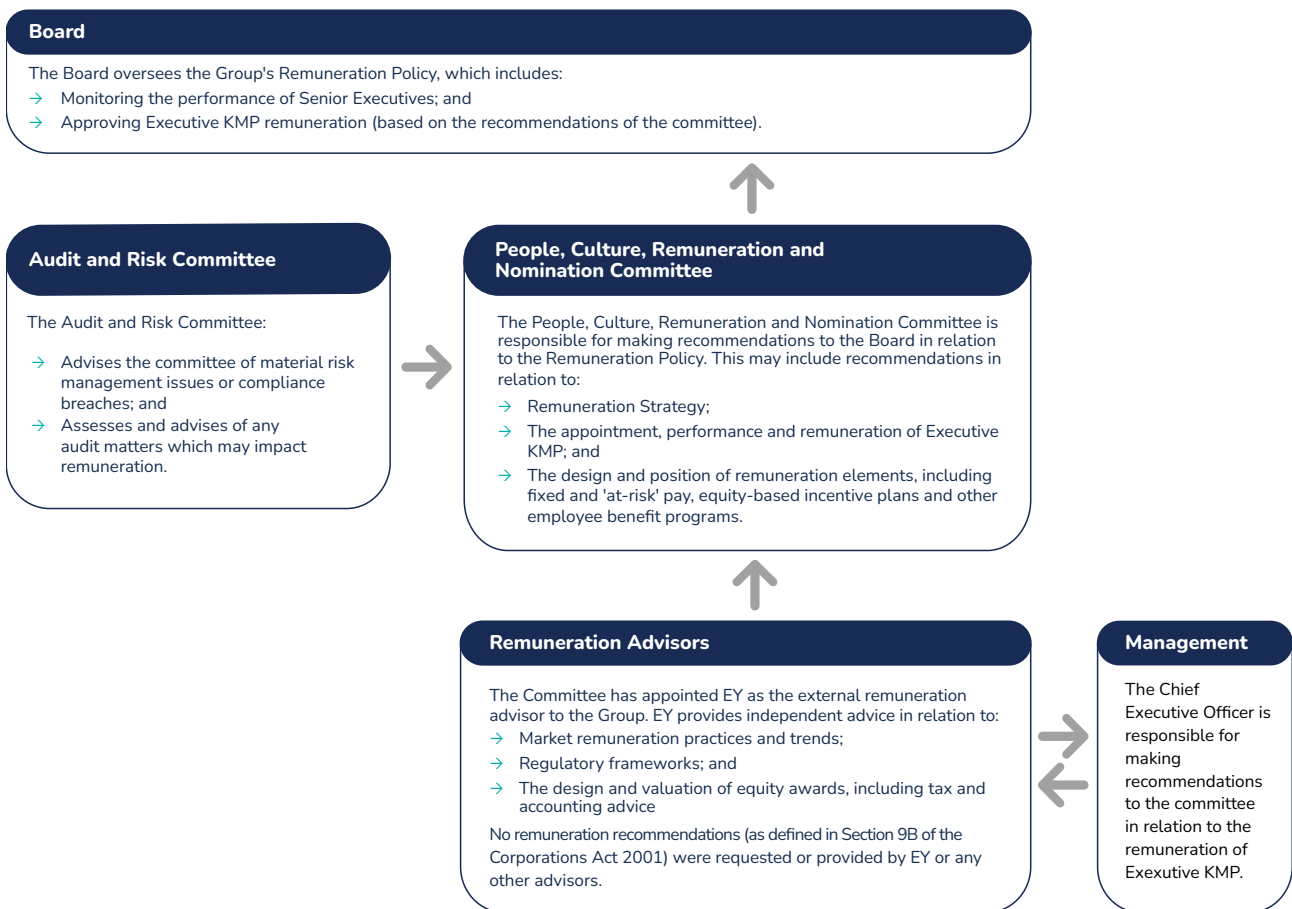 Board
The Board oversees the Group's Remuneration Policy, which includes:
→ Monitoring the performance of Senior Executives; and
→ Approving Executive KMP remuneration (based on the recommendations of the committee).
Audit and Risk Committee
The Audit and Risk Committee:
→ Advises the committee of material risk
management issues or compliance
breaches; and
→ Assesses and advises of any
audit matters which may impact
remuneration.
People, Culture, Remuneration and
Nomination Committee
The People, Culture, Remuneration and Nomination Committee is
responsible for making recommendations to the Board in relation
to the Remuneration Policy. This may include recommendations in
relation to:
→ Remuneration Strategy;
→ The appointment, performance and remuneration of Executive
KMP; and
→ The design and position of remuneration elements, including
fixed and 'at-risk' pay, equity-based incentive plans and other
employee benefit programs.
Remuneration Advisors
The Committee has appointed EY as the external remuneration
advisor to the Group. EY provides independent advice in relation to:
→ Market remuneration practices and trends;
→ Regulatory frameworks; and
→ The design and valuation of equity awards, including tax and
accounting advice
No remuneration recommendations (as defined in Section 9B of the
Corporations Act 2001) were requested or provided by EY or any
other advisors.
Management
The Chief
Executive Officer is
responsible for
making
recommendations
to the committee
in relation to the
remuneration of
Exexutive KMP.